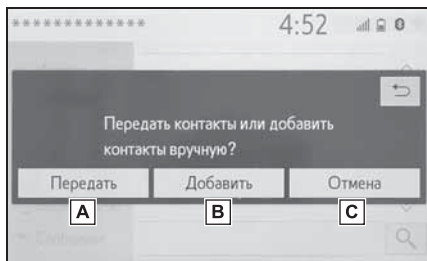 *************
4:52
Передать контакты или добавить
контакты вручную?
Передать
Добавить
Отмена
A
B
C